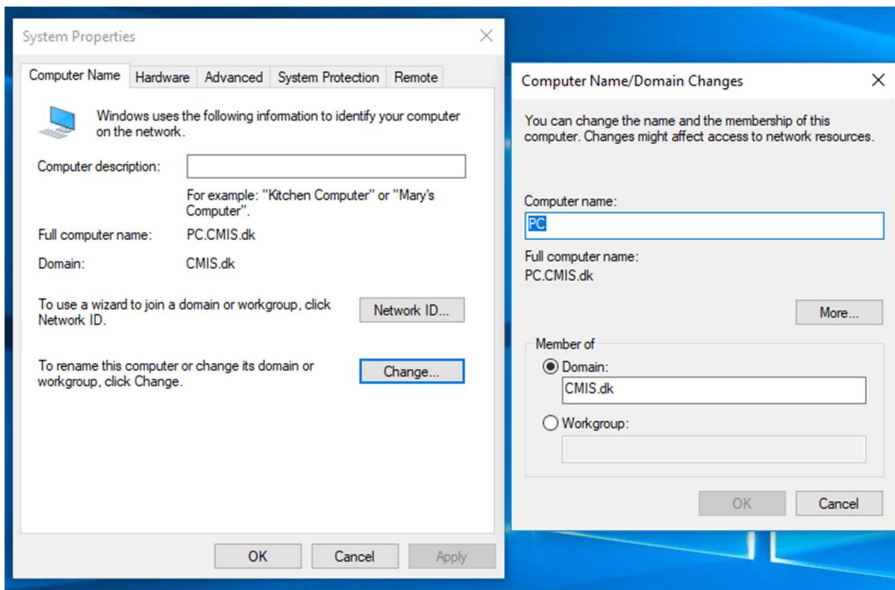 System Properties
Computer Name Hardware Advanced System Protection Remote
Windows uses the following information to identify your computer
on the network.
Computer description:
For example: "Kitchen Computer" or "Mary's
Computer".
Full computer name: PC.CMIS.dk
Domain: CMIS.dk
To use a wizard to join a domain or workgroup, click
Network ID.
Network ID...
To rename this computer or change its domain or
workgroup, click Change.
Change...
OK Cancel Apply
Computer Name/Domain Changes
You can change the name and the membership of this
computer. Changes might affect access to network resources.
Computer name:
PC
Full computer name:
PC.CMIS.dk
More...
Member of
Domain:
CMIS.dk
Workgroup:
OK Cancel